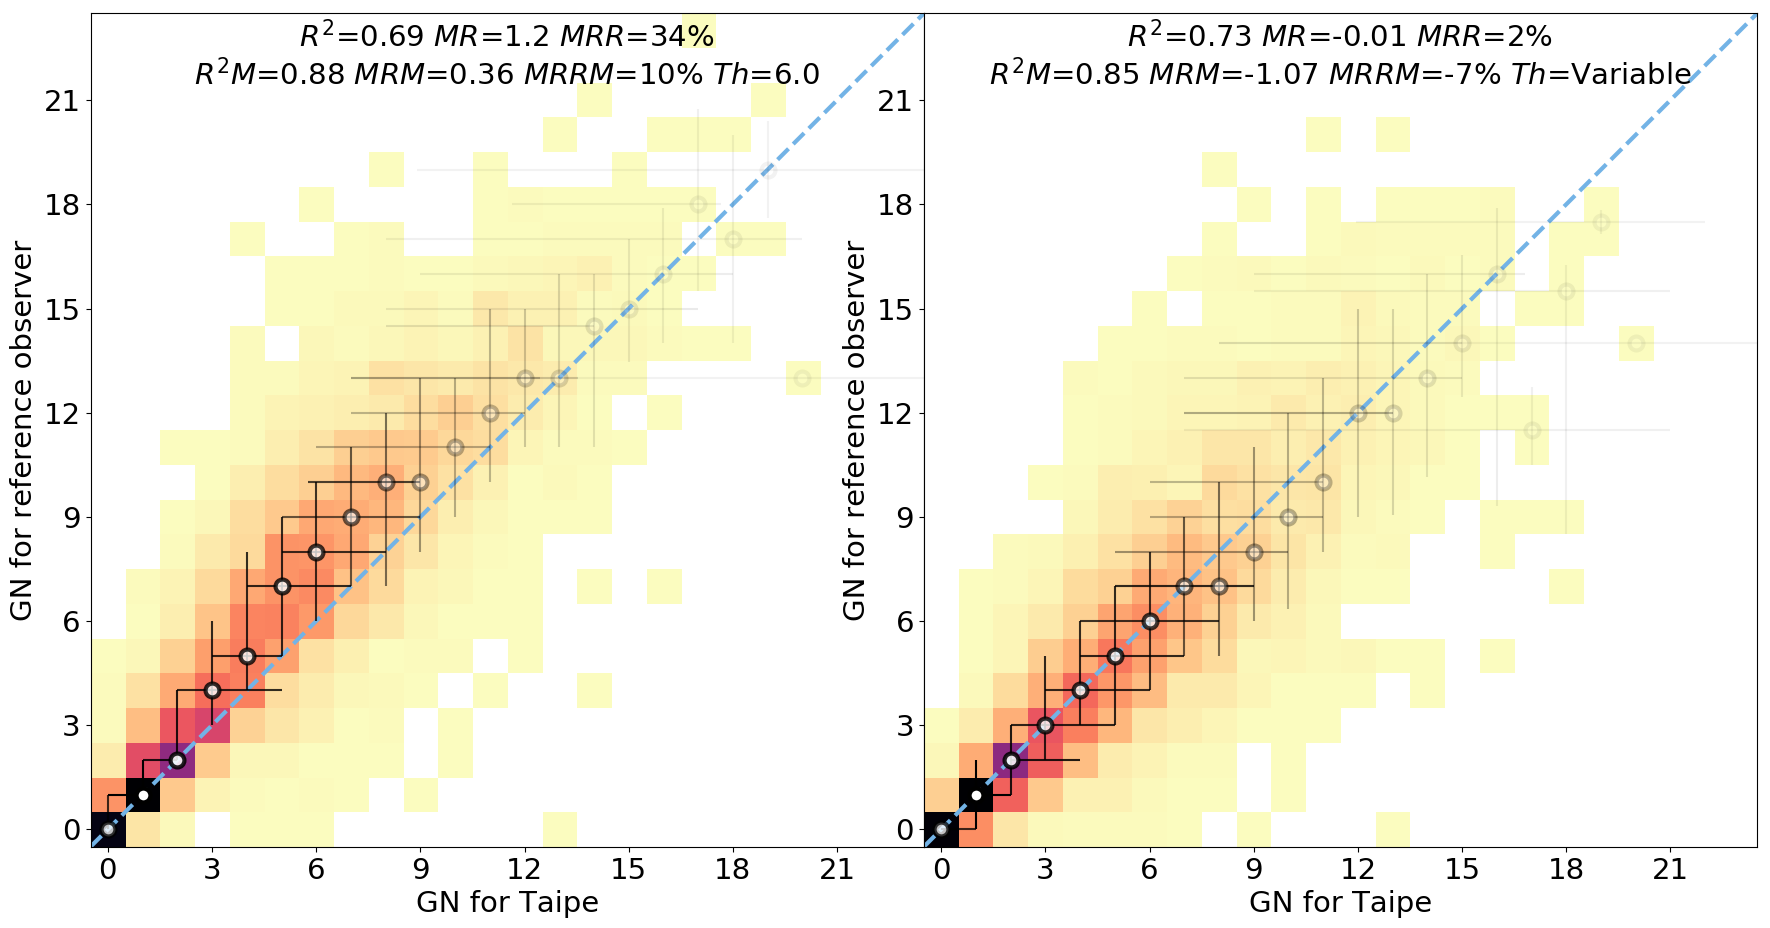 R²=0.69 MR=1.2 MRR=34%
R²M=0.88 MRM=0.36 MRRM=10% Th=6.0
21
18
15
12
9
6
3
0
GN for reference observer
0 3 6 9 12 15 18 21
GN for Taipe
R²=0.73 MR=-0.01 MRR=2%
R²M=0.85 MRM=-1.07 MRRM=-7% Th=Variable
21
18
15
12
9
6
3
0
GN for reference observer
0 3 6 9 12 15 18 21
GN for Taipe